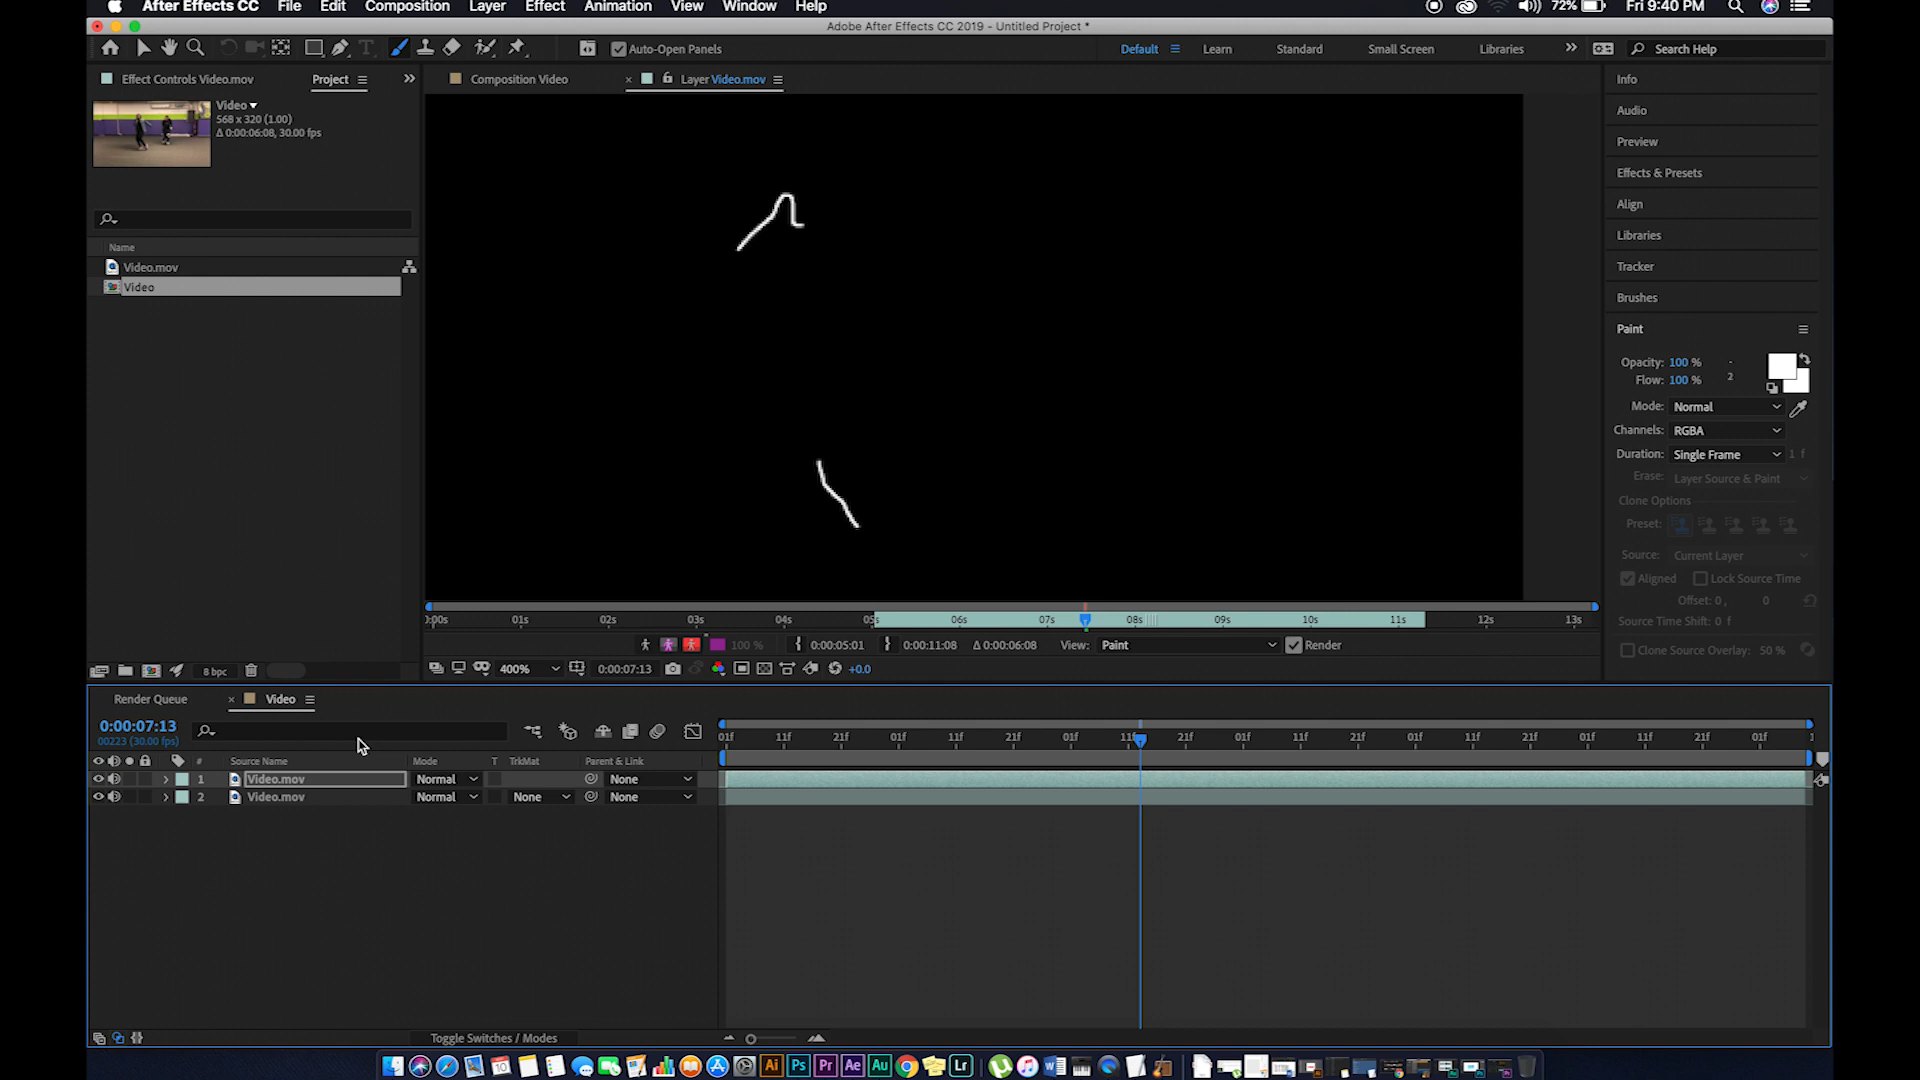 After Effects CC File Edit Composition Layer Effect Animation View Window Help 72% Fri 9:40 PM
Adobe After Effects CC 2019 - Untitled Project *
Auto-Open Panels Default Learn Standard Small Screen Libraries Search Help
Effect Controls Video.mov Project Composition Video Layer Video.mov Info
Video
568 x 320 (1.00)
Δ 0:00:06:08, 30.00 fps
Name
Video.mov
Video
Audio
Preview
Effects & Presets
Align
Libraries
Tracker
Brushes
Paint
Opacity: 100 %
Flow: 100 % 2
Mode: Normal
Channels: RGBA
Duration: Single Frame 1 f
Erase: Layer Source & Paint
Clone Options
Preset:
Source: Current Layer
Aligned Lock Source Time
Offset: 0 , 0
Source Time Shift: 0 f
Clone Source Overlay: 50 %
):00s 01s 02s 03s 04s 05s 06s 07s 08s 09s 10s 11s 12s 13s
100 % 0:00:05:01 0:00:11:08 Δ 0:00:06:08 View: Paint Render
8 bpc 400% 0:00:07:13 +0.0
Render Queue Video
0:00:07:13
00223 (30.00 fps)
01f 11f 21f 01f 11f 21f 01f 11f 21f 01f 11f 21f 01f 11f 21f 01f 11f 21f 01f 1
# Source Name Mode T TrkMat Parent & Link
1 Video.mov Normal None
2 Video.mov Normal None None
Toggle Switches / Modes
10 Ai Ps Pr Ae Au Lr